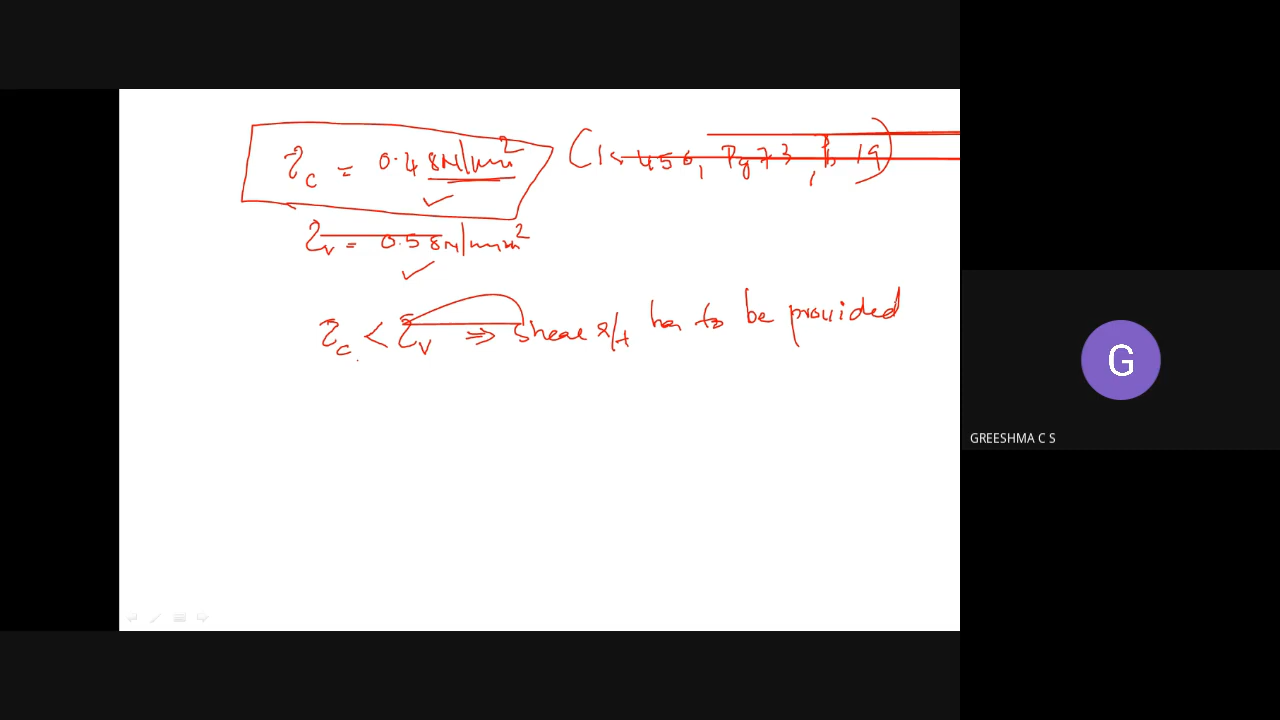 τc = 0.48N/mm² (IS 456, Pg 73, Tb 19)
τv = 0.58N/mm²
τc < τv ⇒ Shear r/f has to be provided
G
GREESHMA C S